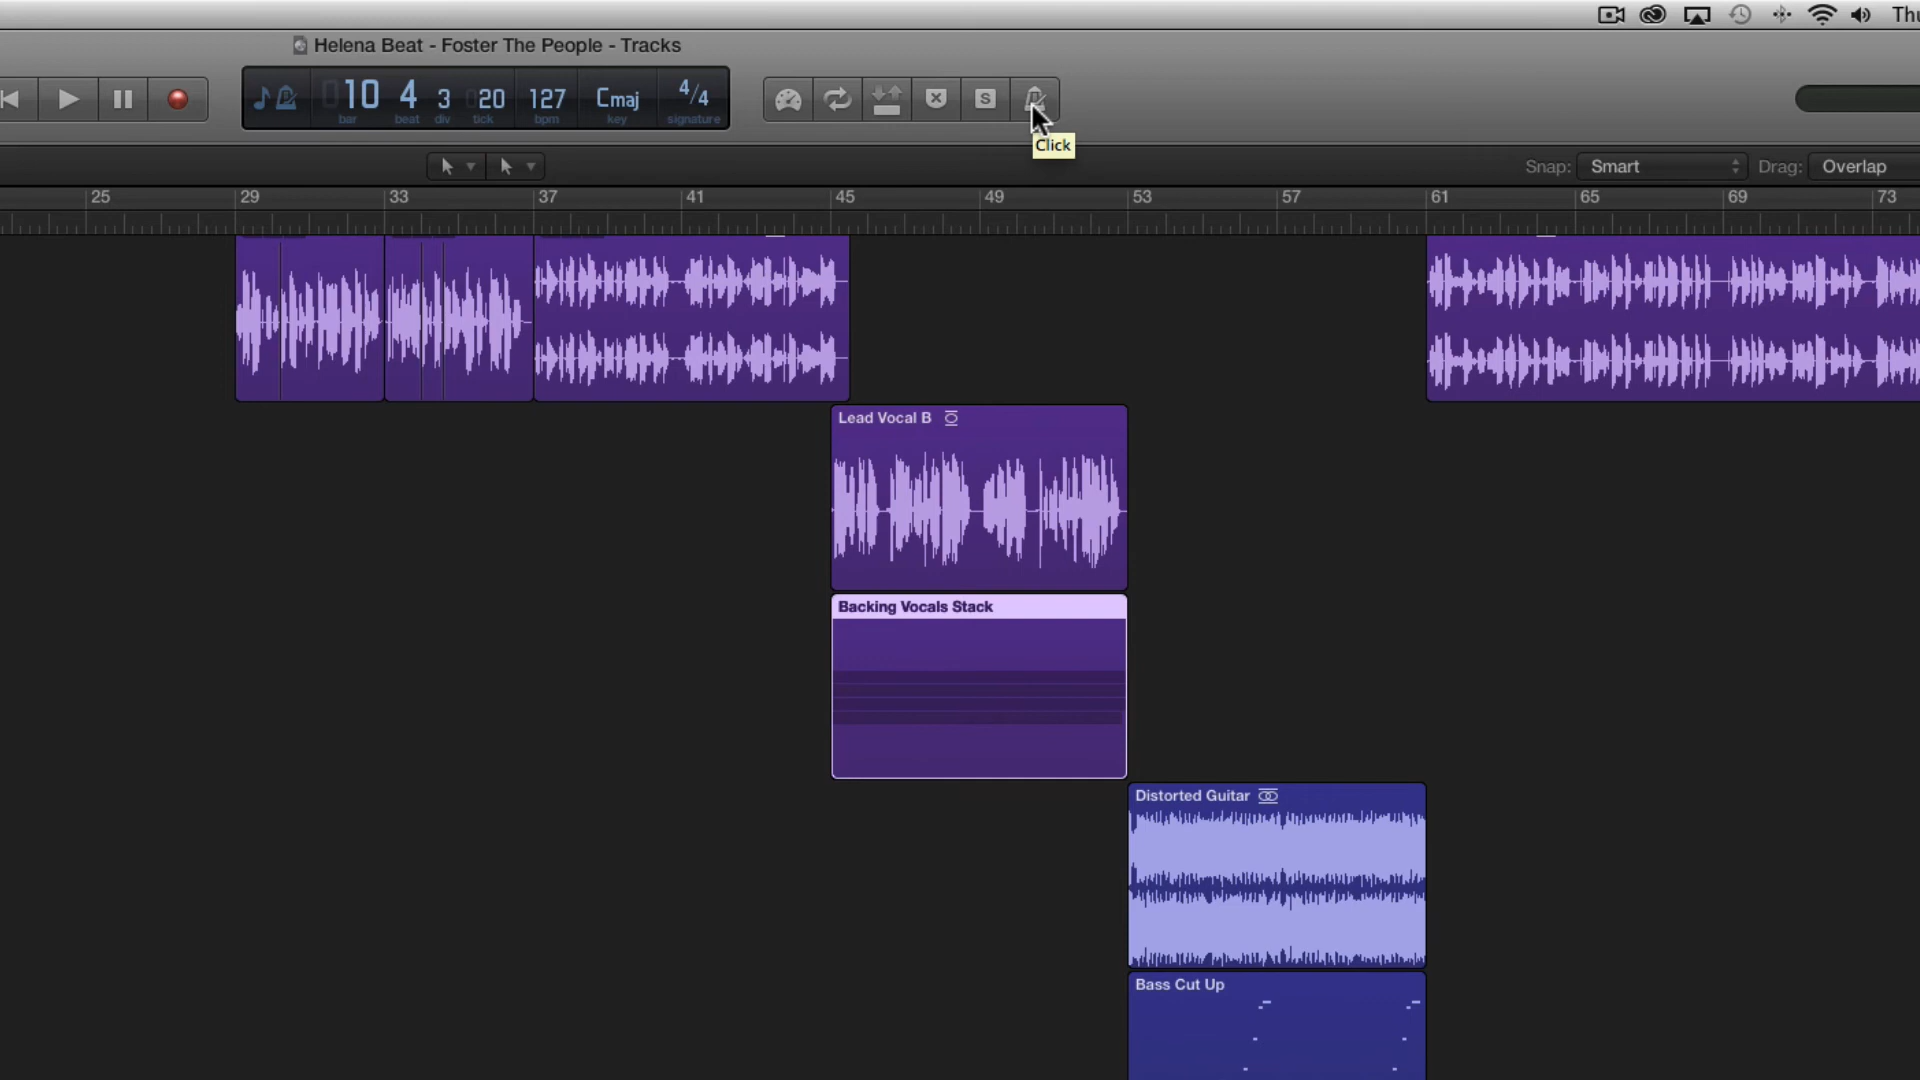 Thu
Helena Beat - Foster The People - Tracks
10 4 3 20 127 Cmaj 4/4
bar beat div tick bpm key signature
S
Click
Snap: Smart Drag: Overlap
25 29 33 37 41 45 49 53 57 61 65 69 73
Lead Vocal B
Backing Vocals Stack
Distorted Guitar
Bass Cut Up